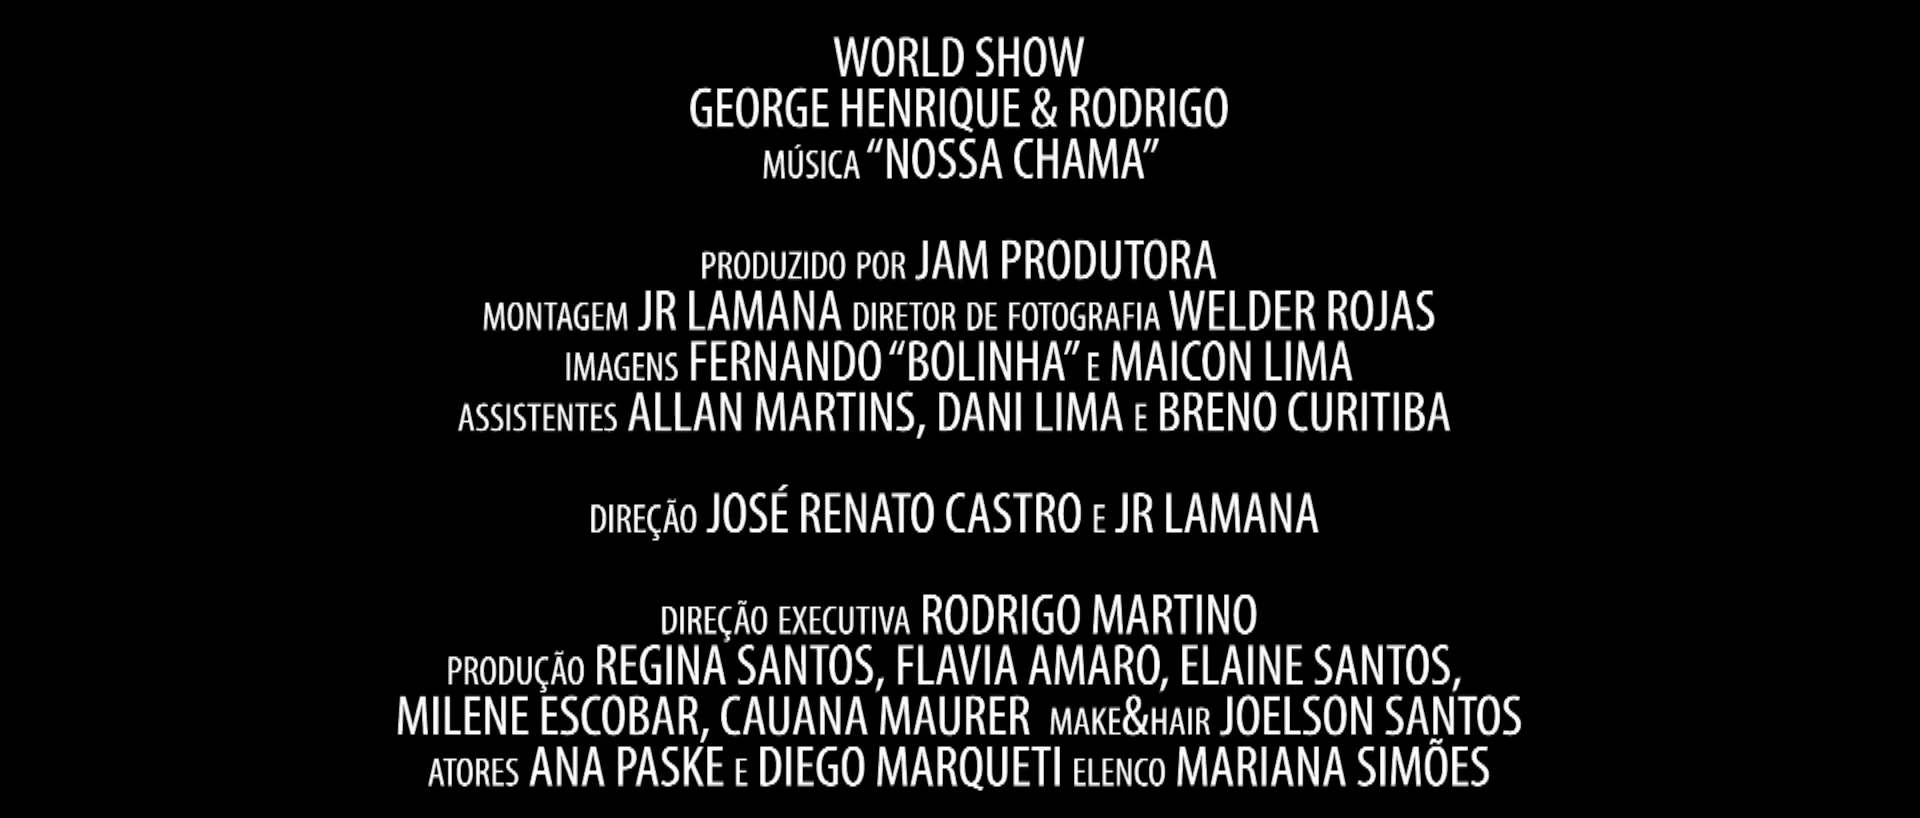 WORLD SHOW
GEORGE HENRIQUE & RODRIGO
MÚSICA “NOSSA CHAMA”
PRODUZIDO POR JAM PRODUTORA
MONTAGEM JR LAMANA DIRETOR DE FOTOGRAFIA WELDER ROJAS
IMAGENS FERNANDO “BOLINHA” E MAICON LIMA
ASSISTENTES ALLAN MARTINS, DANI LIMA E BRENO CURITIBA
DIREÇÃO JOSÉ RENATO CASTRO E JR LAMANA
DIREÇÃO EXECUTIVA RODRIGO MARTINO
PRODUÇÃO REGINA SANTOS, FLAVIA AMARO, ELAINE SANTOS,
MILENE ESCOBAR, CAUANA MAURER MAKE&HAIR JOELSON SANTOS
ATORES ANA PASKE E DIEGO MARQUETI ELENCO MARIANA SIMÕES